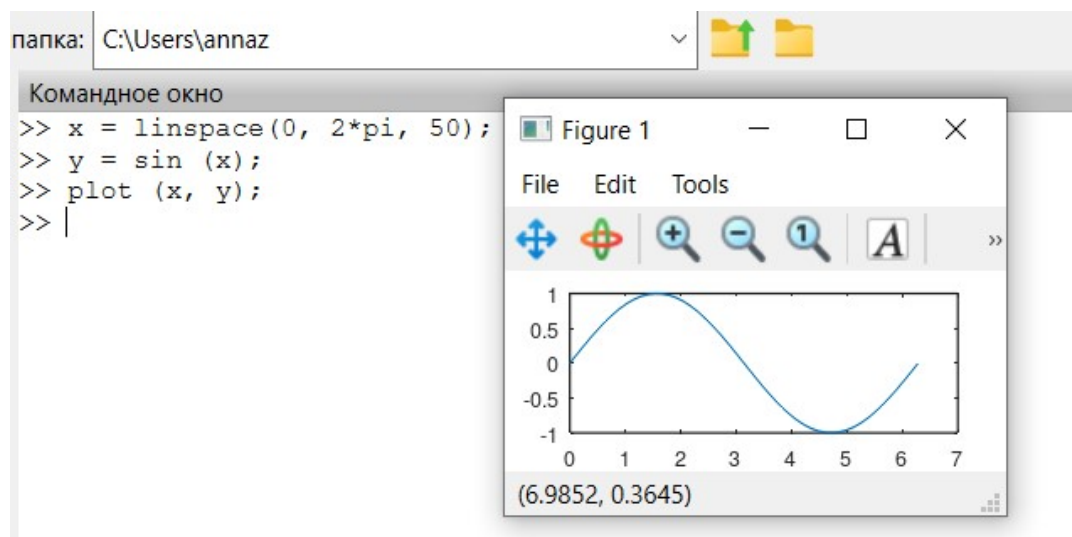 папка: C:\Users\annaz
Командное окно
>> x = linspace(0, 2*pi, 50);
>> y = sin (x);
>> plot (x, y);
>>
Figure 1
File Edit Tools
A »
1
0.5
0
-0.5
-1
0 1 2 3 4 5 6 7
(6.9852, 0.3645)